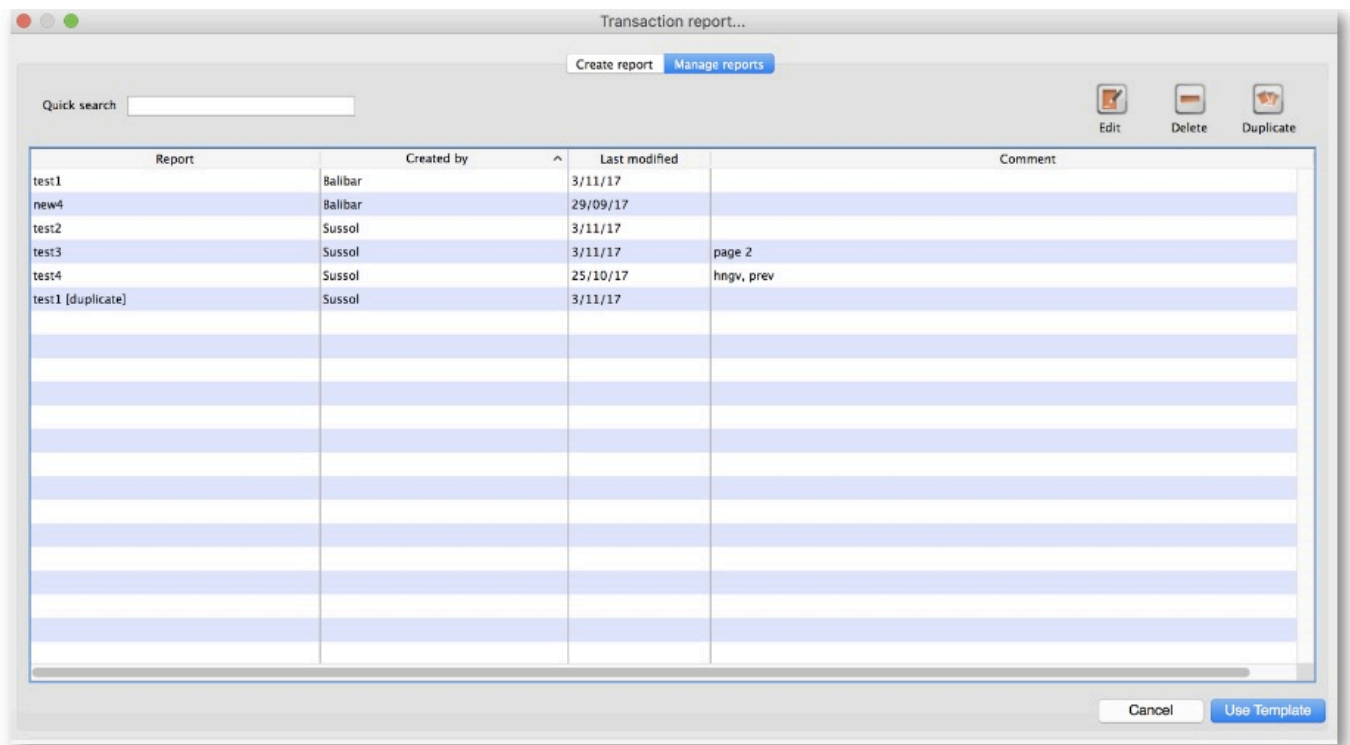 Transaction report...
Create report Manage reports
Quick search
Edit Delete Duplicate
Report Created by Last modified Comment
test1 Balibar 3/11/17
new4 Balibar 29/09/17
test2 Sussol 3/11/17
test3 Sussol 3/11/17 page 2
test4 Sussol 25/10/17 hngv, prev
test1 [duplicate] Sussol 3/11/17
Cancel Use Template